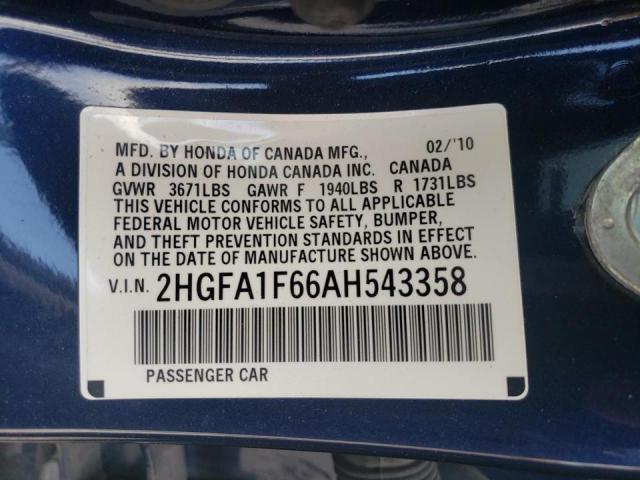 MFD. BY HONDA OF CANADA MFG., 02/'10
A DIVISION OF HONDA CANADA INC. CANADA
GVWR 3671LBS GAWR F 1940LBS R 1731LBS
THIS VEHICLE CONFORMS TO ALL APPLICABLE
FEDERAL MOTOR VEHICLE SAFETY, BUMPER,
AND THEFT PREVENTION STANDARDS IN EFFECT
ON THE DATE OF MANUFACTURE SHOWN ABOVE.
V.I.N. 2HGFA1F66AH543358
PASSENGER CAR